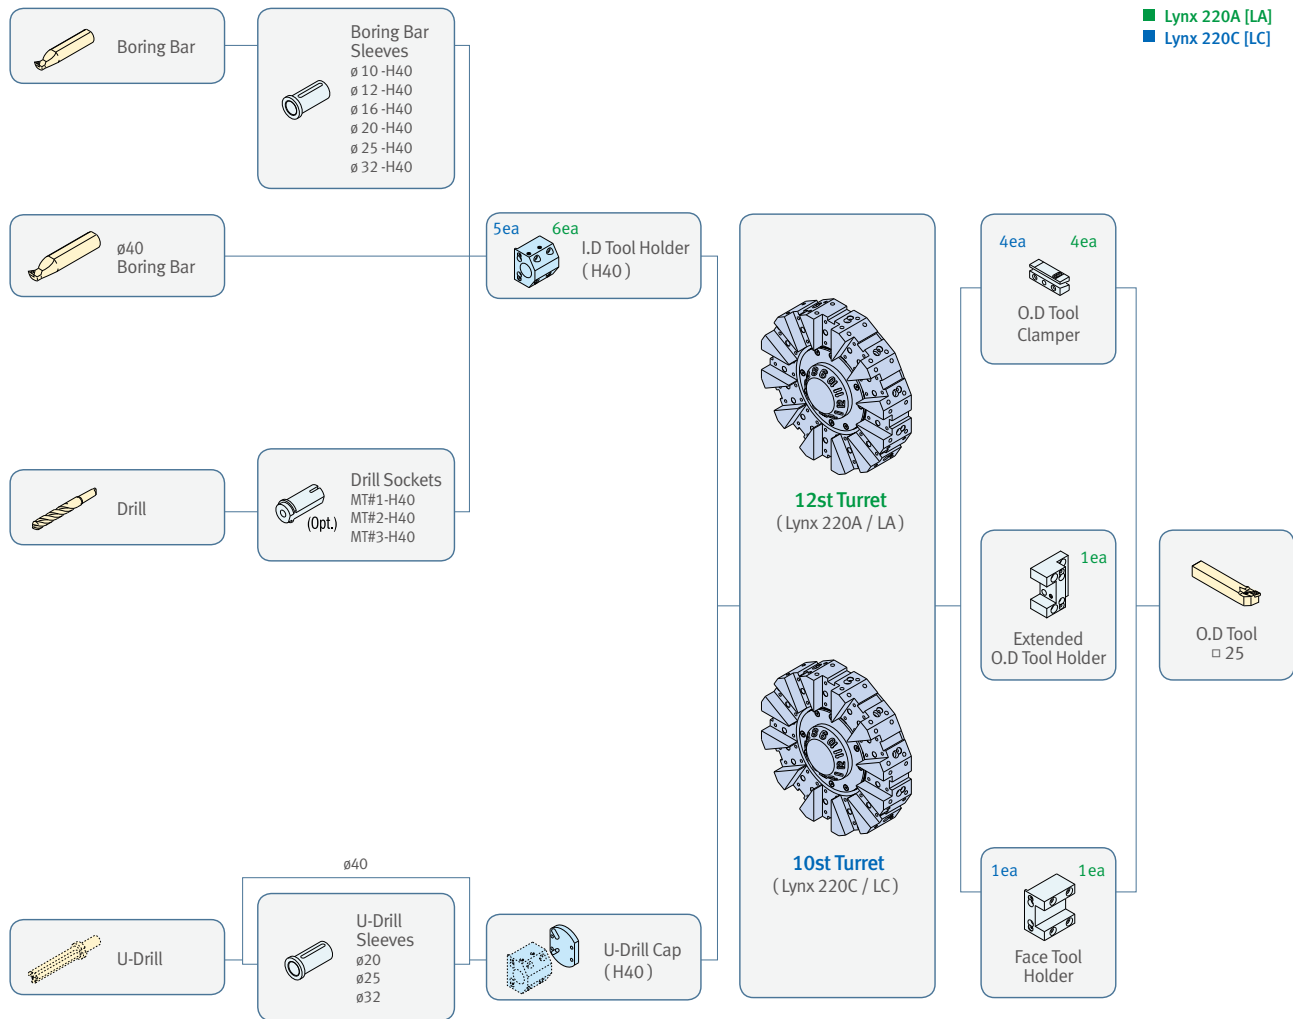 Lynx 220A [LA]
Lynx 220C [LC]
Boring Bar
Boring Bar
Sleeves
ø 10 -H40
ø 12 -H40
ø 16 -H40
ø 20 -H40
ø 25 -H40
ø 32 -H40
ø40
Boring Bar
5ea 6ea
I.D Tool Holder
( H40 )
Drill
(Opt.)
Drill Sockets
MT#1-H40
MT#2-H40
MT#3-H40
ø40
U-Drill
U-Drill
Sleeves
ø20
ø25
ø32
U-Drill Cap
( H40 )
12st Turret
( Lynx 220A / LA )
10st Turret
( Lynx 220C / LC )
4ea 4ea
O.D Tool
Clamper
1ea
Extended
O.D Tool Holder
1ea 1ea
Face Tool
Holder
O.D Tool
□ 25